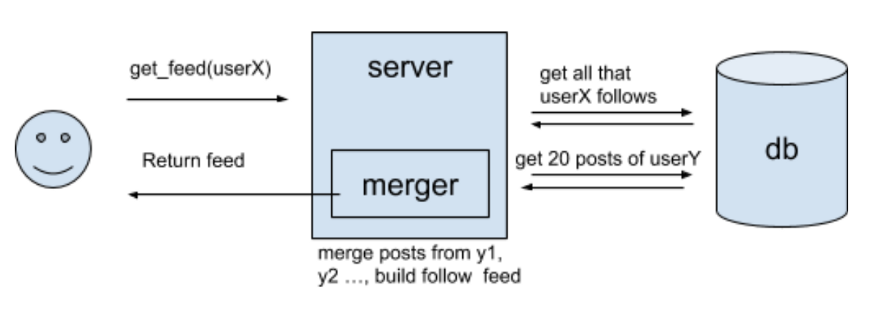 get_feed(userX)
server
get all that
userX follows
db
Return feed
merger
get 20 posts of userY
merge posts from y1,
y2 ..., build follow feed